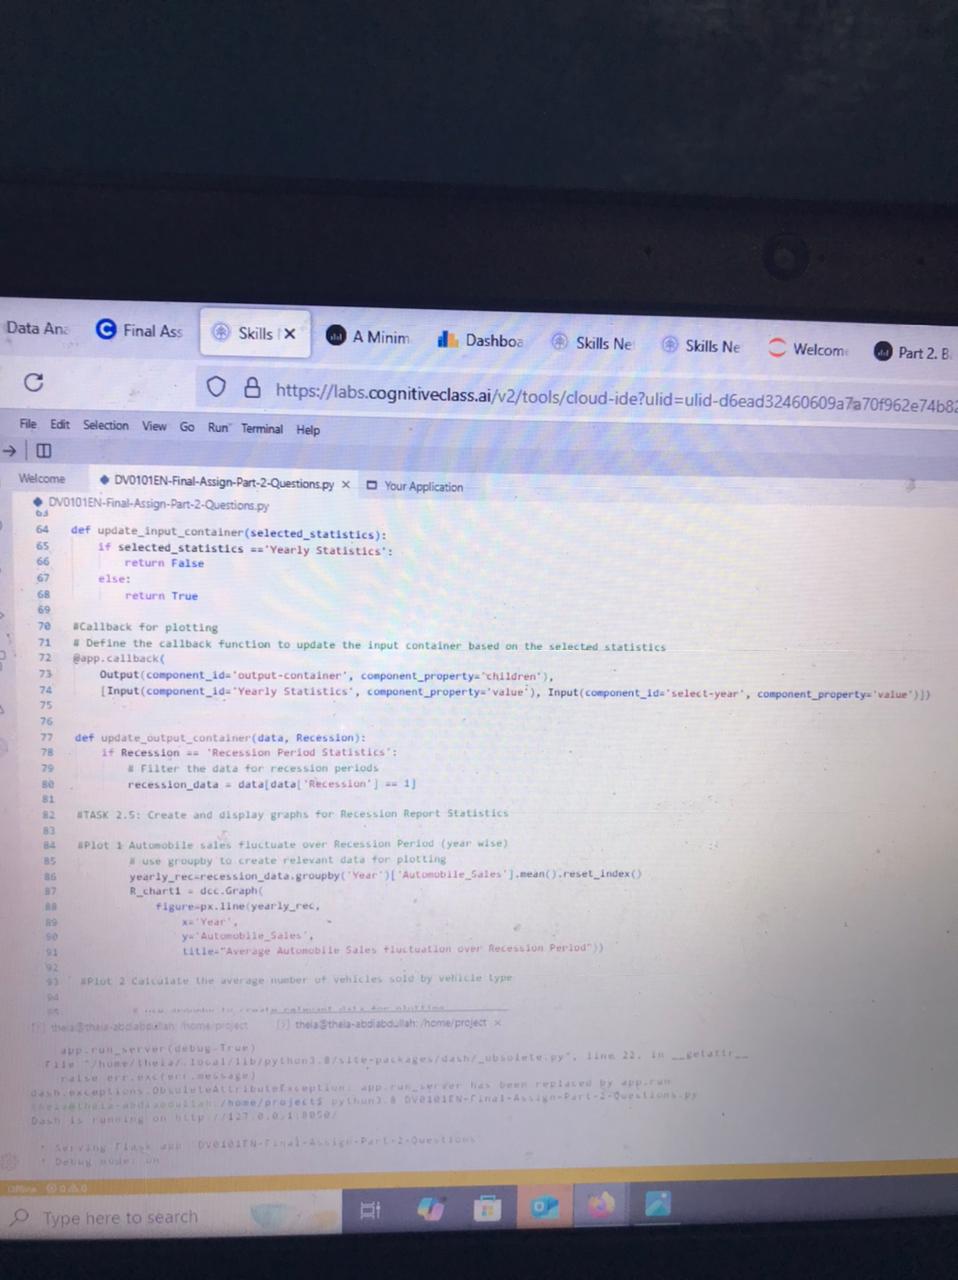 Data Ana
Final Ass
Skills
A Minim
Dashboa
Skills Ne
Skills Ne
Welcom
Part 2. B
https://labs.cognitiveclass.ai/v2/tools/cloud-ide?ulid=ulid-d6ead32460609a7a70f962e74b82
File Edit Selection View Go Run Terminal Help
Welcome
DV0101EN-Final-Assign-Part-2-Questions.py
Your Application
DV0101EN-Final-Assign-Part-2-Questions.py
63
64 def update_input_container(selected_statistics):
65 if selected_statistics =='Yearly Statistics':
66 return False
67 else:
68 return True
69
70 #Callback for plotting
71 # Define the callback function to update the input container based on the selected statistics
72 @app.callback(
73 Output(component_id='output-container', component_property='children'),
74 [Input(component_id='Yearly Statistics', component_property='value'), Input(component_id='select-year', component_property='value')])
75
76
77 def update_output_container(data, Recession):
78 if Recession == 'Recession Period Statistics':
79 # Filter the data for recession periods
80 recession_data = data[data['Recession'] == 1]
81
82 #TASK 2.5: Create and display graphs for Recession Report Statistics
83
84 #Plot 1 Automobile sales fluctuate over Recession Period (year wise)
85 # use groupby to create relevant data for plotting
86 yearly_rec=recession_data.groupby('Year')['Automobile_Sales'].mean().reset_index()
87 R_chart1 = dcc.Graph(
88 figure=px.line(yearly_rec,
89 x='Year',
90 y='Automobile_Sales',
91 title="Average Automobile Sales fluctuation over Recession Period"))
92
93 #Plot 2 Calculate the average number of vehicles sold by vehicle type
94
95 # use groupby to create relevant data for plotting
theia@theia-abdiabdullah: /home/project
theia@theia-abdiabdullah: /home/project
app.run_server(debug=True)
File "/home/theia/.local/lib/python3.8/site-packages/dash/_obsolete.py", line 22, in __getattr__
raise err.exc(err.message)
dash.exceptions.ObsoleteAttributeException: app.run_server has been replaced by app.run
theia@theia-abdiabdullah:/home/project$ python3.8 DV0101EN-Final-Assign-Part-2-Questions.py
Dash is running on http://127.0.0.1:8050/
* Serving Flask app 'DV0101EN-Final-Assign-Part-2-Questions'
* Debug mode: on
Offline 0 0
Type here to search